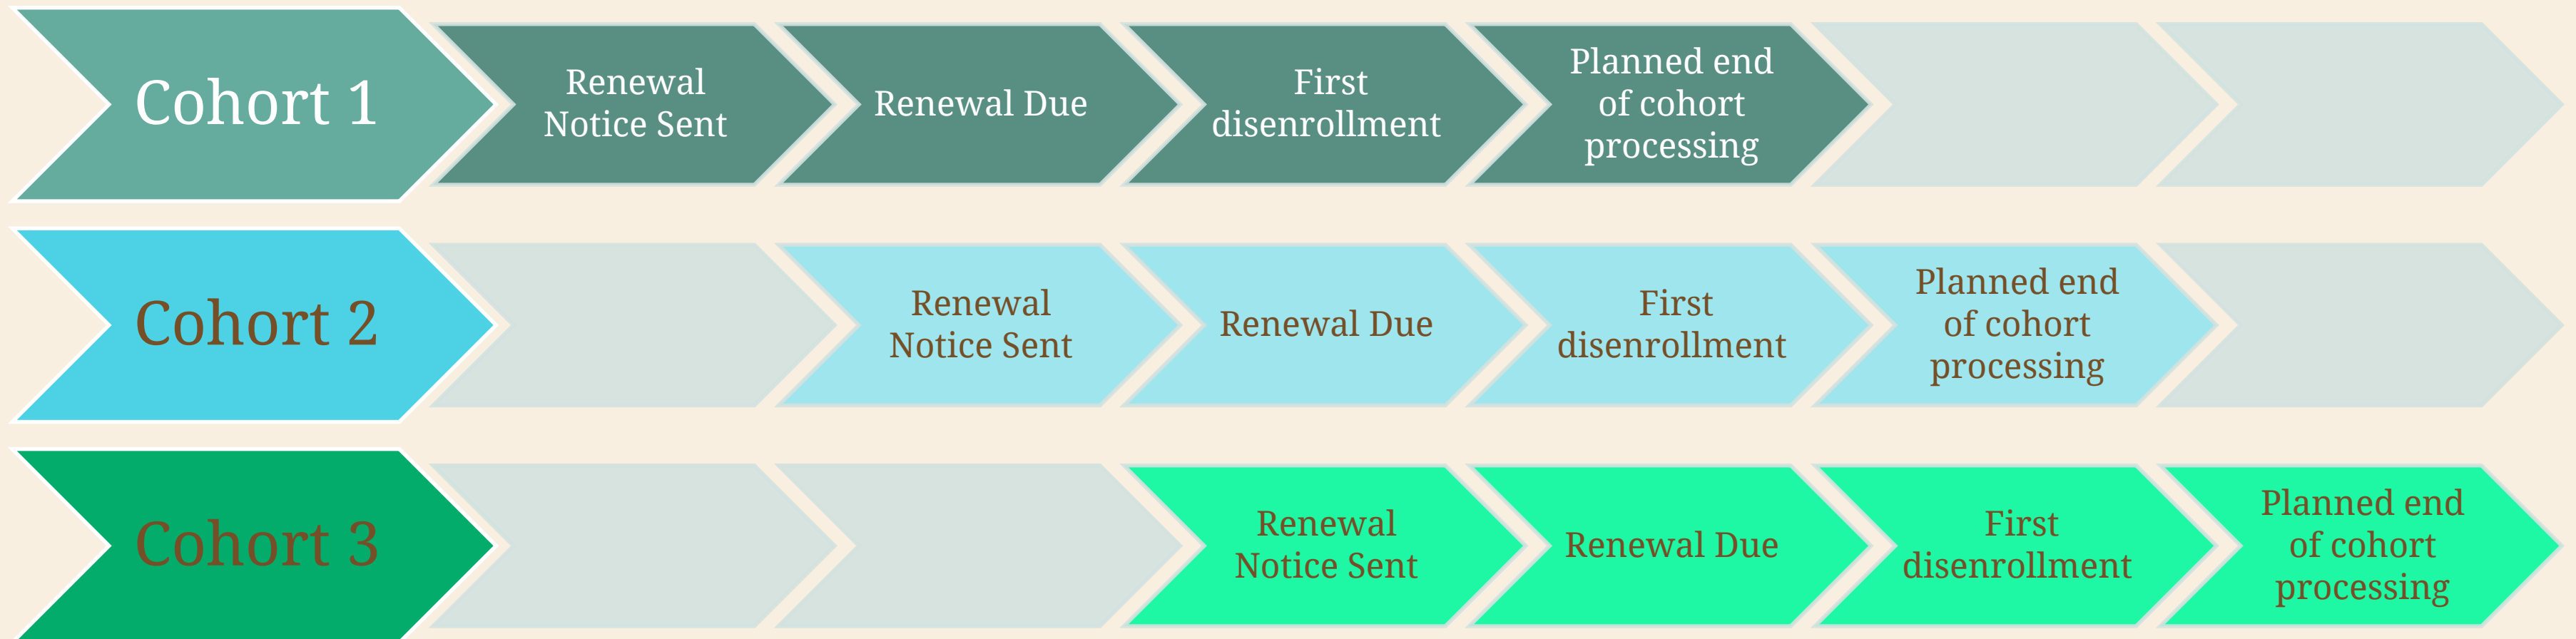 Cohort 1
Renewal
Notice Sent
Renewal Due
First
disenrollment
Planned end
of cohort
processing
Cohort 2
Renewal
Notice Sent
Renewal Due
First
disenrollment
Planned end
of cohort
processing
Cohort 3
Renewal
Notice Sent
Renewal Due
First
disenrollment
Planned end
of cohort
processing